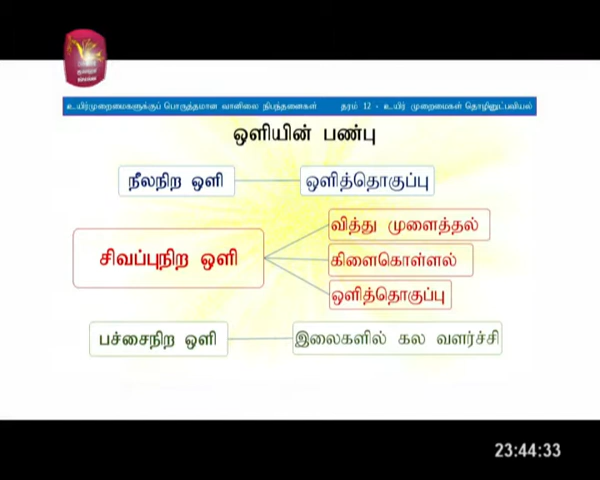 உயிர்முறைமைகளுக்குப் பொருத்தமான வானிலை நிபந்தனைகள் தரம் 12 - உயிர் முறைமைகள் தொழினுட்பவியல்
ஒளியின் பண்பு
நீலநிற ஒளி ஒளித்தொகுப்பு
வித்து முளைத்தல்
சிவப்புநிற ஒளி கிளைகொள்ளல்
ஒளித்தொகுப்பு
பச்சைநிற ஒளி இலைகளில் கல வளர்ச்சி
23:44:33